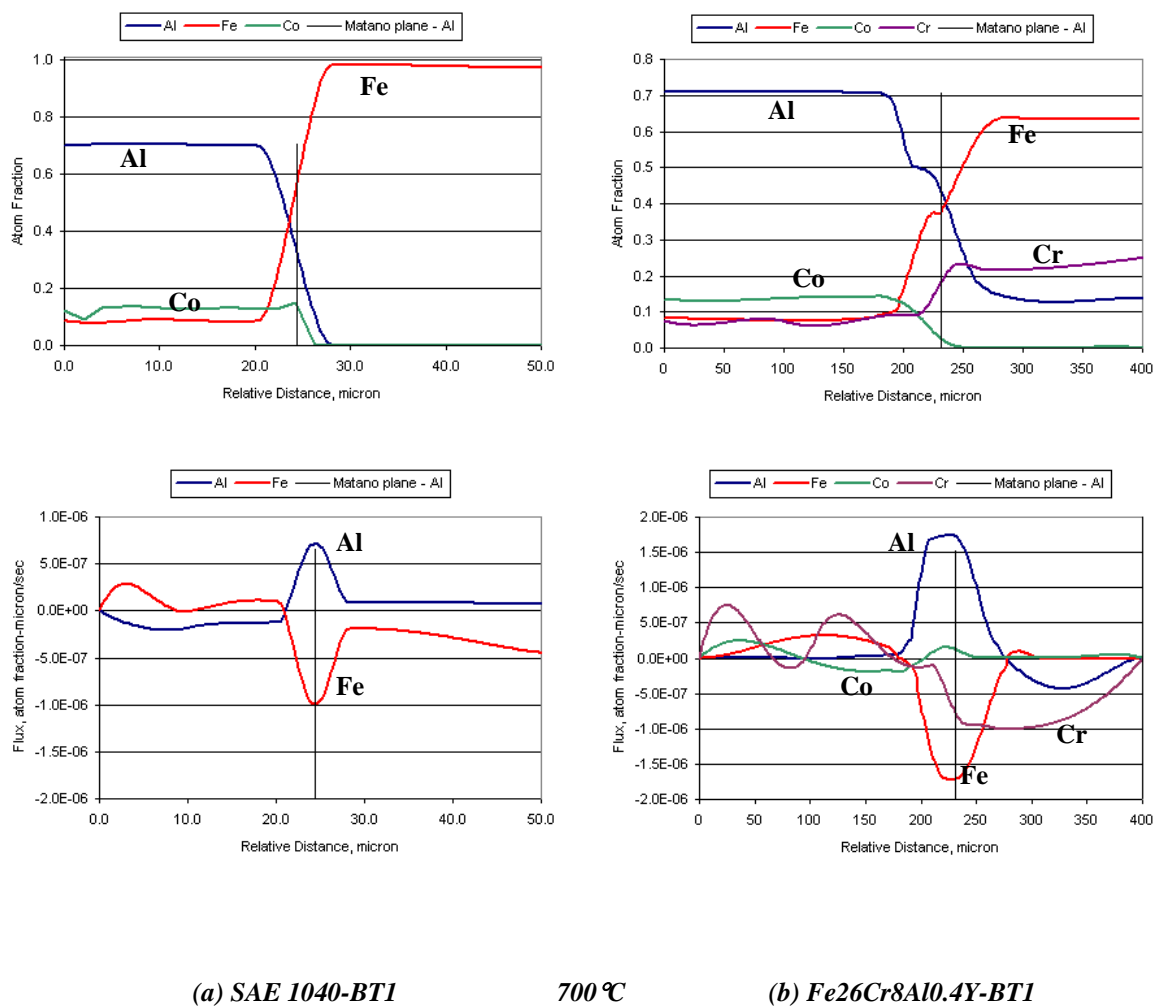 Al Fe Co Matano plane - Al
Atom Fraction
1.0
0.8
0.6
0.4
0.2
0.0
Al
Fe
Co
0.0 10.0 20.0 30.0 40.0 50.0
Relative Distance, micron
Al Fe Co Cr Matano plane - Al
Atom Fraction
0.8
0.7
0.6
0.5
0.4
0.3
0.2
0.1
0.0
Al
Fe
Co
Cr
0.0 50 100 150 200 250 300 350 400
Relative Distance, micron
Al Fe Matano plane - Al
Flux, atom fraction-micron/sec
1.0E-06
5.0E-07
0.0E+00
-5.0E-07
-1.0E-06
-1.5E-06
-2.0E-06
Al
Fe
0.0 10.0 20.0 30.0 40.0 50.0
Relative Distance, micron
Al Fe Co Cr Matano plane - Al
Flux, atom fraction-micron/sec
2.0E-06
1.5E-06
1.0E-06
5.0E-07
0.0E+00
-5.0E-07
-1.0E-06
-1.5E-06
-2.0E-06
Al
Co
Cr
Fe
0 50 100 150 200 250 300 350 400
Relative Distance, micron
(a) SAE 1040-BT1 700°C (b) Fe26Cr8Al0.4Y-BT1